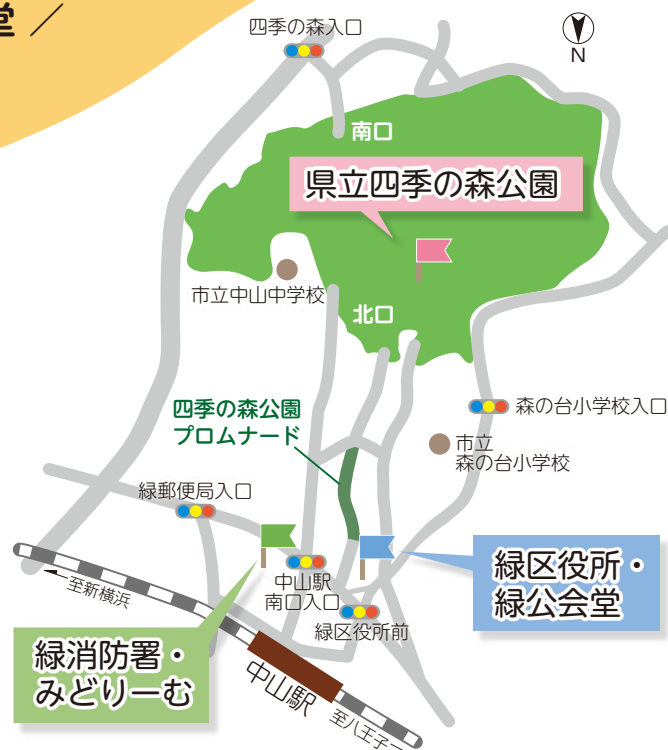 堂 ／
四季の森入口
N
南口
県立四季の森公園
市立中山中学校
北口
四季の森公園
プロムナード
森の台小学校入口
市立
森の台小学校
緑郵便局入口
中山駅
南口入口
緑区役所・
緑公会堂
←至新横浜
緑区役所前
緑消防署・
みどりーむ
中山駅
至八王子→